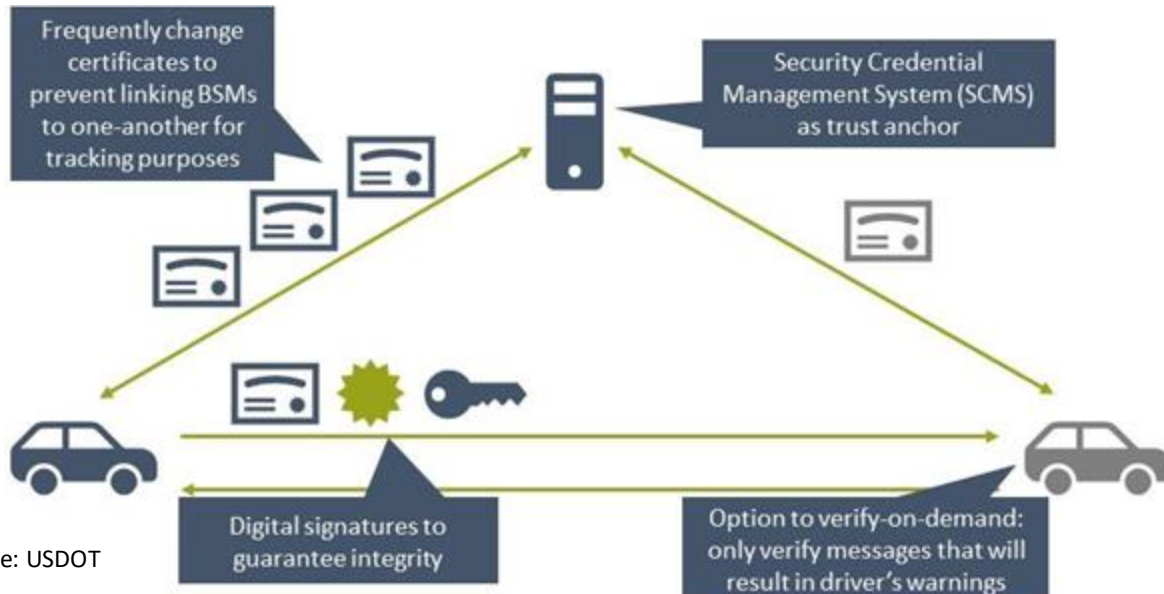 Frequently change
certificates to
prevent linking BSMs
to one-another for
tracking purposes
Security Credential
Management System (SCMS)
as trust anchor
Digital signatures to
guarantee integrity
Option to verify-on-demand:
only verify messages that will
result in driver's warnings
e: USDOT